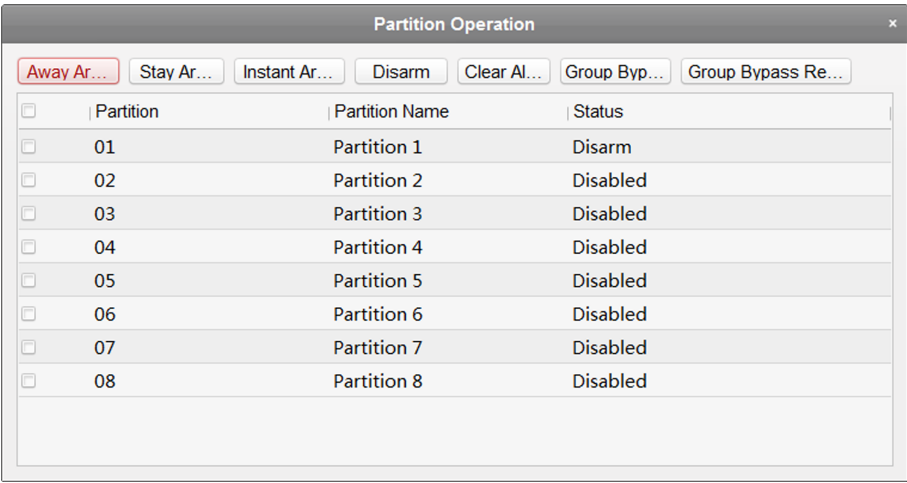 Partition Operation ×
Away Ar... Stay Ar... Instant Ar... Disarm Clear Al... Group Byp... Group Bypass Re...
Partition Partition Name Status
01 Partition 1 Disarm
02 Partition 2 Disabled
03 Partition 3 Disabled
04 Partition 4 Disabled
05 Partition 5 Disabled
06 Partition 6 Disabled
07 Partition 7 Disabled
08 Partition 8 Disabled